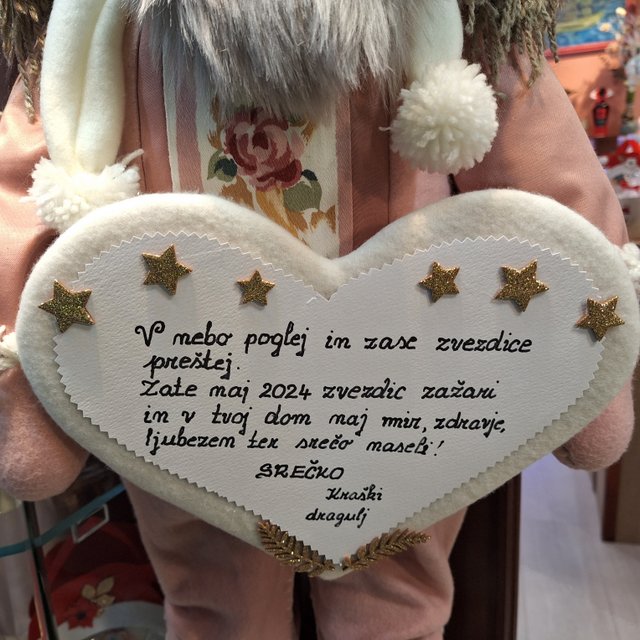 V nebo poglej in zase zvezdice
preštej.
Zate naj 2024 zvezdic zažari
in v tvoj dom naj mir, zdravje,
ljubezen ter srečo naseli!
SREČKO
Kraški
dragulj